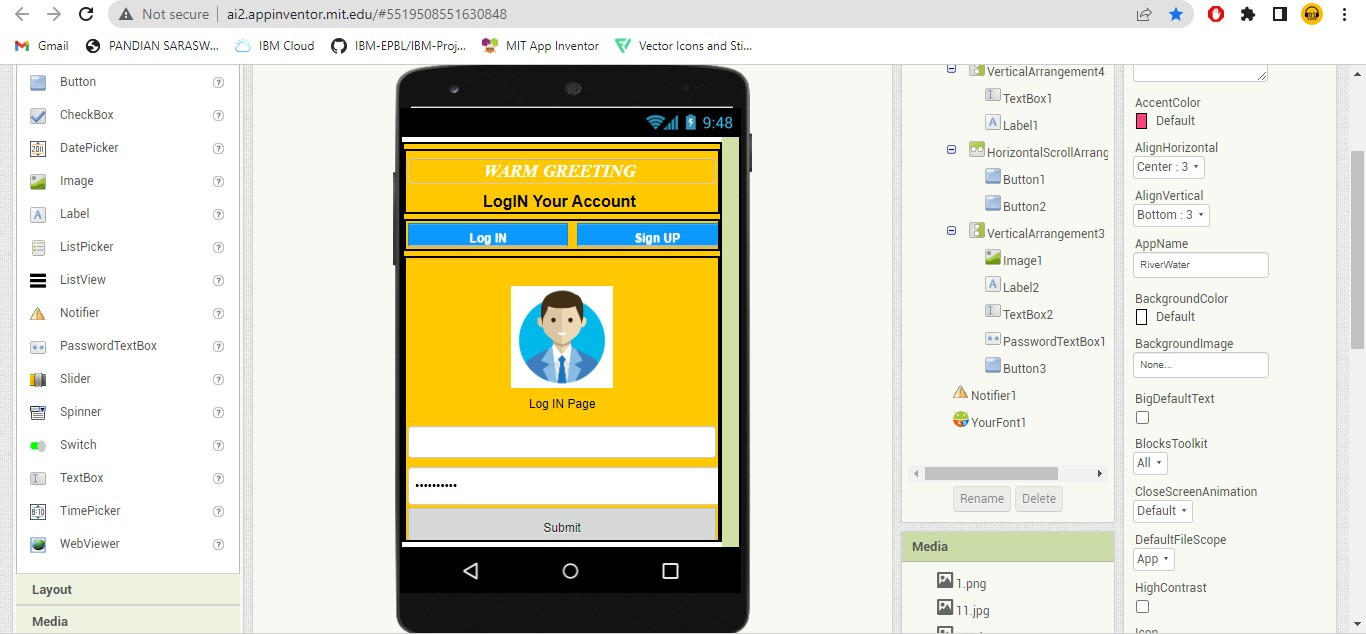 Not secure | ai2.appinventor.mit.edu/#5519508551630848
Gmail PANDIAN SARASW... IBM Cloud IBM-EPBL/IBM-Proj... MIT App Inventor Vector Icons and Sti...
Button ?
CheckBox ?
DatePicker ?
Image ?
Label ?
ListPicker ?
ListView ?
Notifier ?
PasswordTextBox ?
Slider ?
Spinner ?
Switch ?
TextBox ?
TimePicker ?
WebViewer ?
Layout
Media
9:48
WARM GREETING
LogIN Your Account
Log IN Sign UP
Log IN Page
••••••••••
Submit
VerticalArrangement4
TextBox1
Label1
HorizontalScrollArrang
Button1
Button2
VerticalArrangement3
Image1
Label2
TextBox2
PasswordTextBox1
Button3
Notifier1
YourFont1
Rename Delete
Media
1.png
11.jpg
AccentColor
Default
AlignHorizontal
Center : 3
AlignVertical
Bottom : 3
AppName
RiverWater
BackgroundColor
Default
BackgroundImage
None...
BigDefaultText
BlocksToolkit
All
CloseScreenAnimation
Default
DefaultFileScope
App
HighContrast
Icon